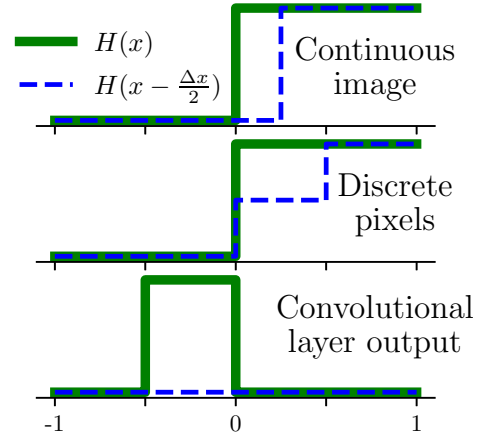 H(x)
H(x − Δx/2)
Continuous
image
Discrete
pixels
Convolutional
layer output
-1 0 1